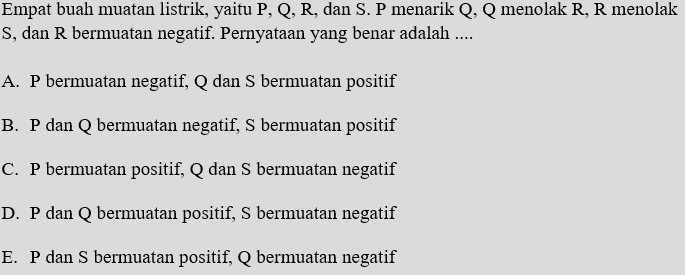 Empat buah muatan listrik, yaitu P, Q, R, dan S. P menarik Q, Q menolak R, R menolak
S, dan R bermuatan negatif. Pernyataan yang benar adalah ....
A. P bermuatan negatif, Q dan S bermuatan positif
B. P dan Q bermuatan negatif, S bermuatan positif
C. P bermuatan positif, Q dan S bermuatan negatif
D. P dan Q bermuatan positif, S bermuatan negatif
E. P dan S bermuatan positif, Q bermuatan negatif